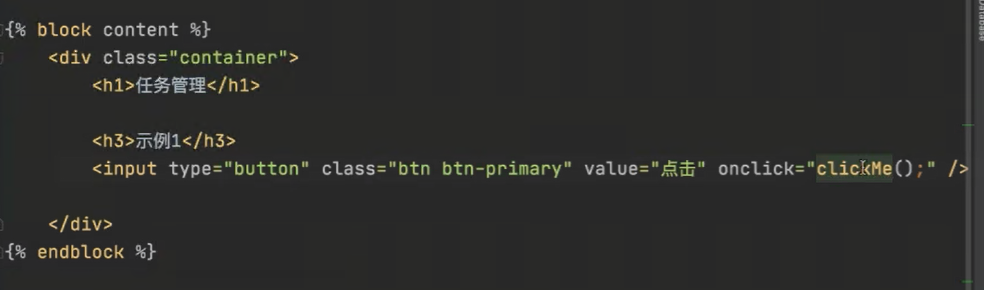 {% block content %}
<div class="container">
<h1>任务管理</h1>
<h3>示例1</h3>
<input type="button" class="btn btn-primary" value="点击" onclick="clickMe();" />
</div>
{% endblock %}
Database